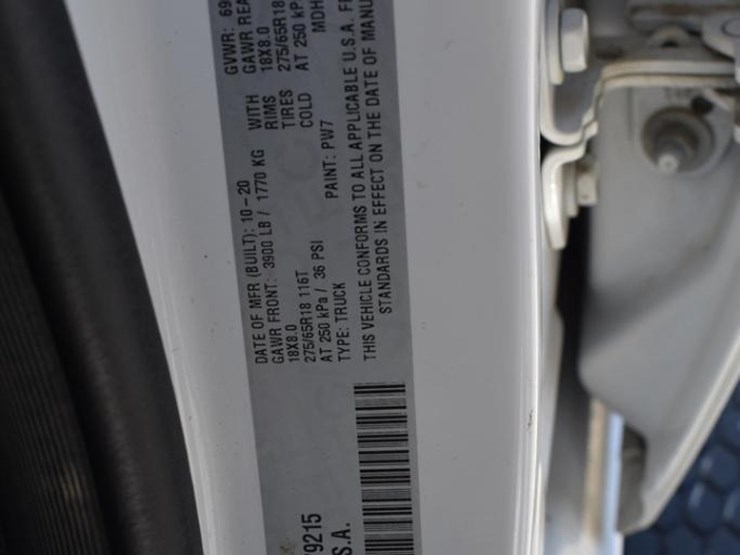 DATE OF MFR (BUILT): 10-20 GVWR: 69
GAWR FRONT: 3900 LB / 1770 KG WITH GAWR REA
18X8.0 RIMS 18X8.0
275/65R18 116T TIRES 275/65R18
AT 250 kPa / 36 PSI COLD AT 250 kP
TYPE: TRUCK PAINT: PW7 MDH
THIS VEHICLE CONFORMS TO ALL APPLICABLE U.S.A. F
STANDARDS IN EFFECT ON THE DATE OF MANU
9215
S.A.